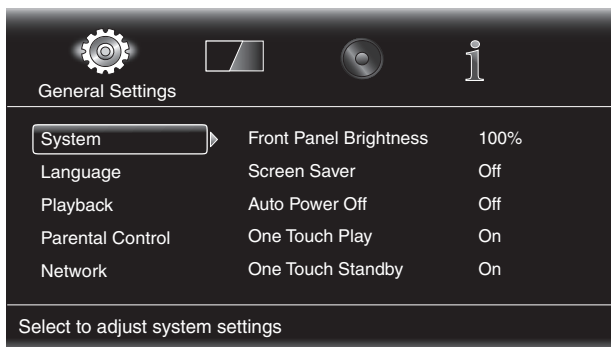 General Settings
System Front Panel Brightness 100%
Language Screen Saver Off
Playback Auto Power Off Off
Parental Control One Touch Play On
Network One Touch Standby On
Select to adjust system settings